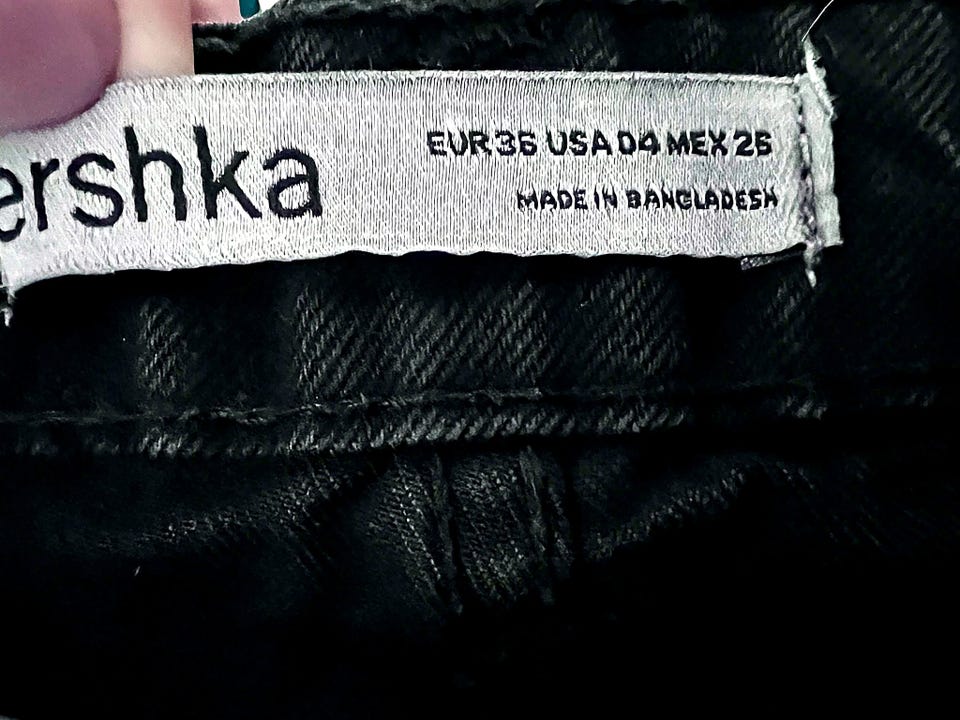 ershka
EUR 36 USA 04 MEX 26
MADE IN BANGLADESH